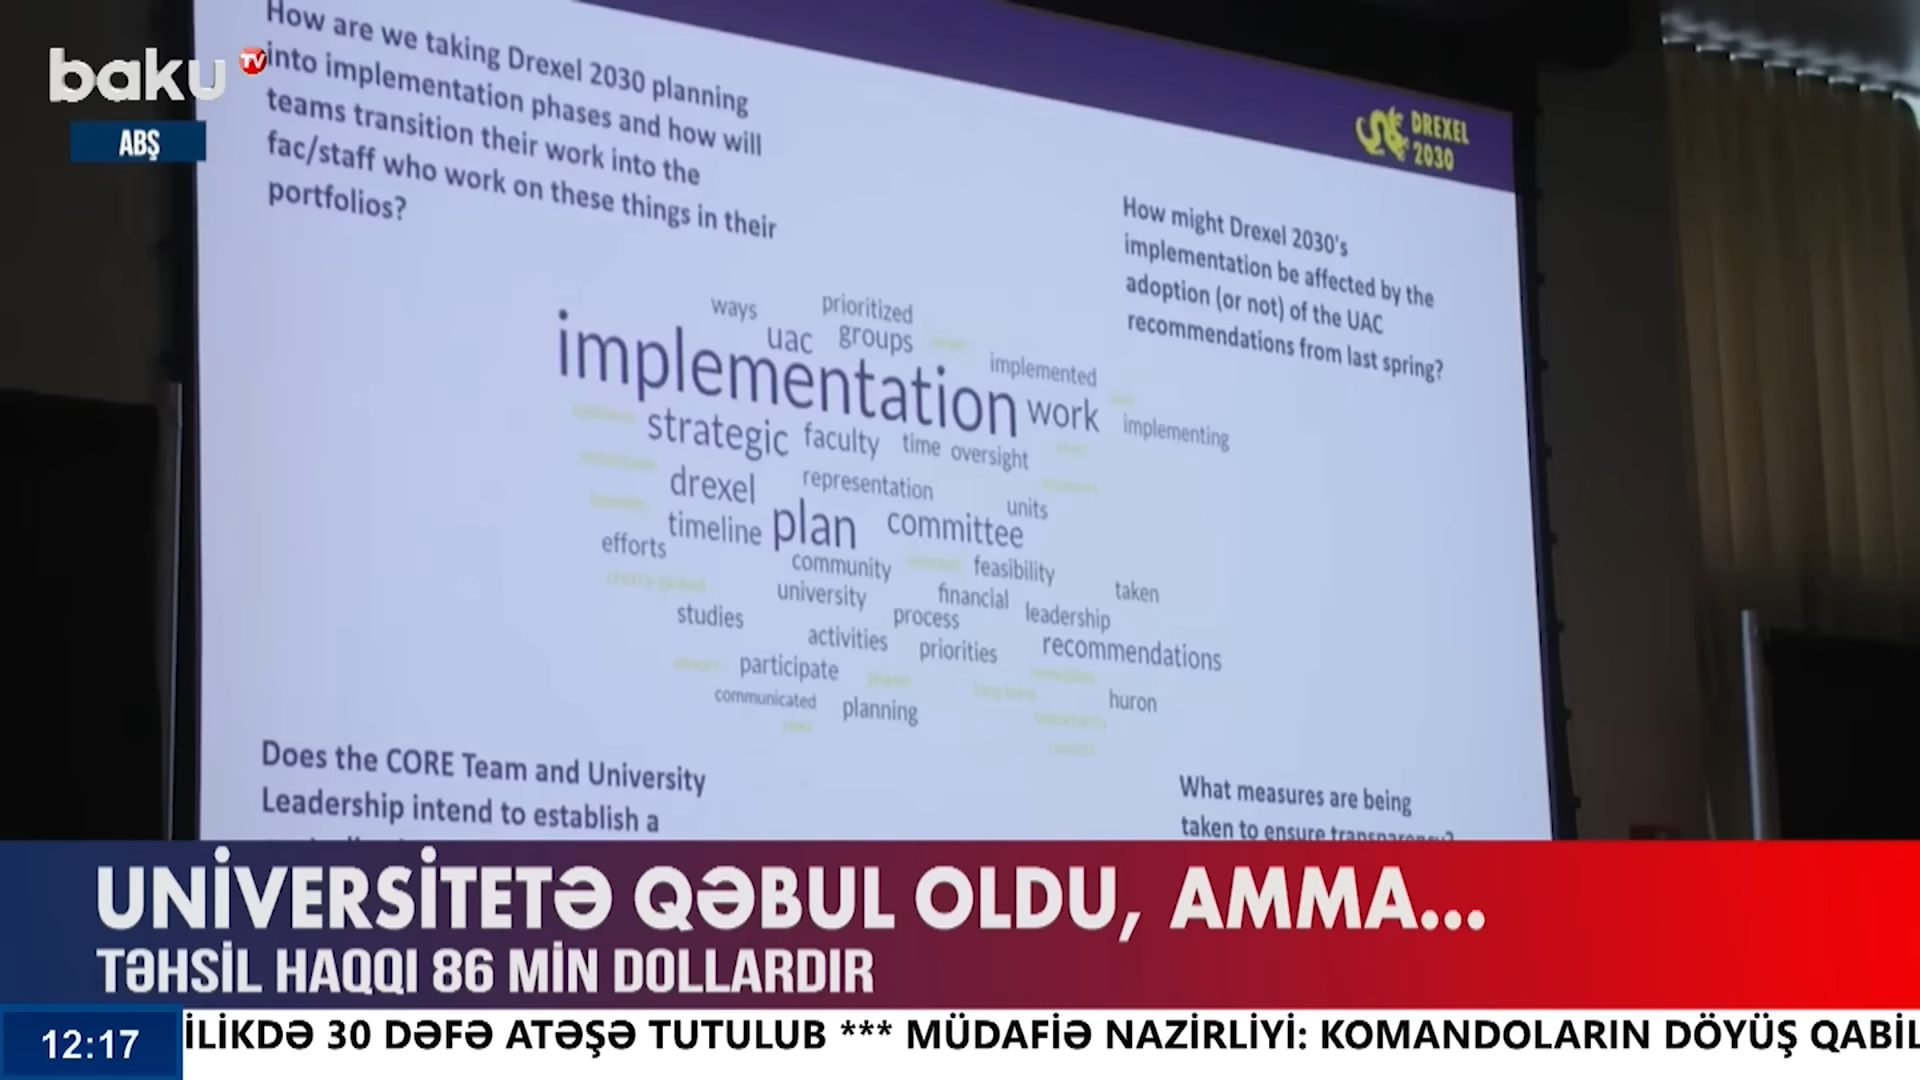 baku TV
ABŞ
How are we taking Drexel 2030 planning
into implementation phases and how will
teams transition their work into the
fac/staff who work on these things in their
portfolios?
DREXEL
2030
How might Drexel 2030's
implementation be affected by the
adoption (or not) of the UAC
recommendations from last spring?
ways prioritized
uac groups
implemented
implementation work implementing
strategic faculty time oversight
drexel representation units
timeline plan committee
efforts community feasibility taken
university financial leadership
studies process
activities priorities recommendations
participate
communicated planning huron
Does the CORE Team and University
Leadership intend to establish a
What measures are being
taken to ensure transparency?
UNİVERSİTETƏ QƏBUL OLDU, AMMA...
TƏHSİL HAQQI 86 MİN DOLLARDIR
12:17 İLİKDƏ 30 DƏFƏ ATƏŞƏ TUTULUB *** MÜDAFİƏ NAZİRLİYİ: KOMANDOLARIN DÖYÜŞ QABİL